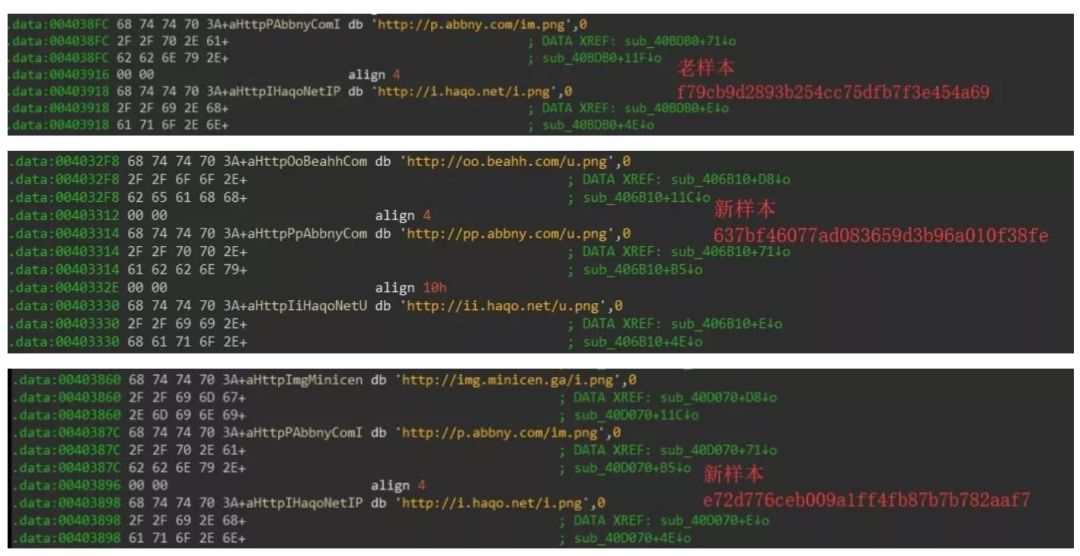 .data:004038FC 68 74 74 70 3A+aHttpPAbbnyComI db 'http://p.abbny.com/im.png',0
.data:004038FC 2F 2F 70 2E 61+ ; DATA XREF: sub_40BDB0+71↓o
.data:004038FC 62 62 6E 79 2E+ ; sub_40BDB0+11F↓o
.data:00403916 00 00 align 4
老样本
.data:00403918 68 74 74 70 3A+aHttpIHaqoNetIP db 'http://i.haqo.net/i.png',0
f79cb9d2893b254cc75dfb7f3e454a69
.data:00403918 2F 2F 69 2E 68+ ; DATA XREF: sub_40BDB0+E↓o
.data:00403918 61 71 6F 2E 6E+ ; sub_40BDB0+4E↓o
.data:004032F8 68 74 74 70 3A+aHttpOoBeahhCom db 'http://oo.beahh.com/u.png',0
.data:004032F8 2F 2F 6F 6F 2E+ ; DATA XREF: sub_406B10+D8↓o
.data:004032F8 62 65 61 68 68+ ; sub_406B10+11C↓o
新样本
.data:00403312 00 00 align 4
.data:00403314 68 74 74 70 3A+aHttpPpAbbnyCom db 'http://pp.abbny.com/u.png',0
637bf46077ad083659d3b96a010f38fe
.data:00403314 2F 2F 70 70 2E+ ; DATA XREF: sub_406B10+71↓o
.data:00403314 61 62 62 6E 79+ ; sub_406B10+B5↓o
.data:0040332E 00 00 align 10h
.data:00403330 68 74 74 70 3A+aHttpIiHaqoNetU db 'http://ii.haqo.net/u.png',0
.data:00403330 2F 2F 69 69 2E+ ; DATA XREF: sub_406B10+E↓o
.data:00403330 68 61 71 6F 2E+ ; sub_406B10+4E↓o
.data:00403860 68 74 74 70 3A+aHttpImgMinicen db 'http://img.minicen.ga/i.png',0
.data:00403860 2F 2F 69 6D 67+ ; DATA XREF: sub_40D070+D8↓o
.data:00403860 2E 6D 69 6E 69+ ; sub_40D070+11C↓o
.data:0040387C 68 74 74 70 3A+aHttpPAbbnyComI db 'http://p.abbny.com/im.png',0
.data:0040387C 2F 2F 70 2E 61+ ; DATA XREF: sub_40D070+71↓o
.data:0040387C 62 62 6E 79 2E+ ; sub_40D070+B5↓o
新样本
.data:00403896 00 00 align 4
.data:00403898 68 74 74 70 3A+aHttpIHaqoNetIP db 'http://i.haqo.net/i.png',0
e72d776ceb009a1ff4fb87b7b782aaf7
.data:00403898 2F 2F 69 2E 68+ ; DATA XREF: sub_40D070+E↓o
.data:00403898 61 71 6F 2E 6E+ ; sub_40D070+4E↓o